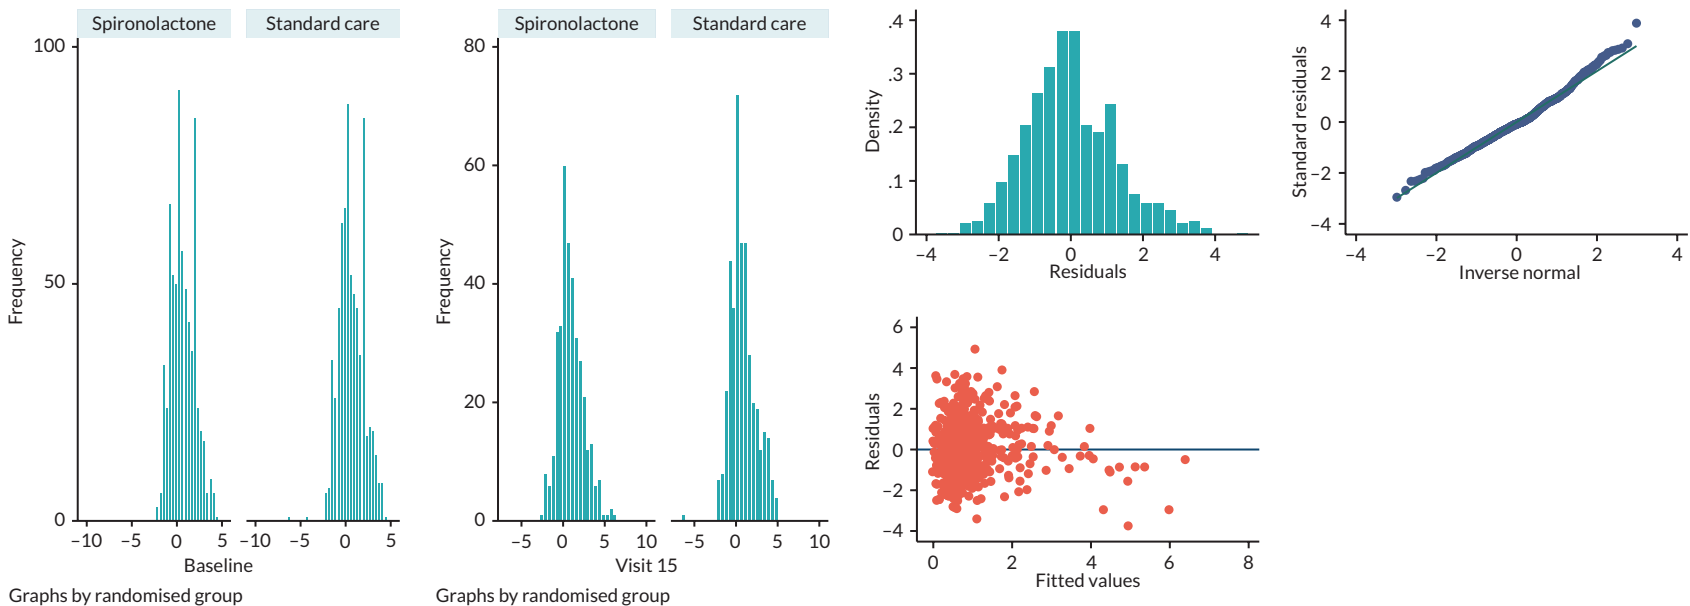 Spironolactone Standard care
100
50
0
Frequency
−10 −5 0 5 −10 −5 0 5
Baseline
Graphs by randomised group
Spironolactone Standard care
80
60
40
20
0
Frequency
−5 0 5 10 −5 0 5 10
Visit 15
Graphs by randomised group
.4
.3
.2
.1
0
Density
−4 −2 0 2 4
Residuals
4
2
0
−2
−4
Standard residuals
−4 −2 0 2 4
Inverse normal
6
4
2
0
−2
−4
Residuals
0 2 4 6 8
Fitted values